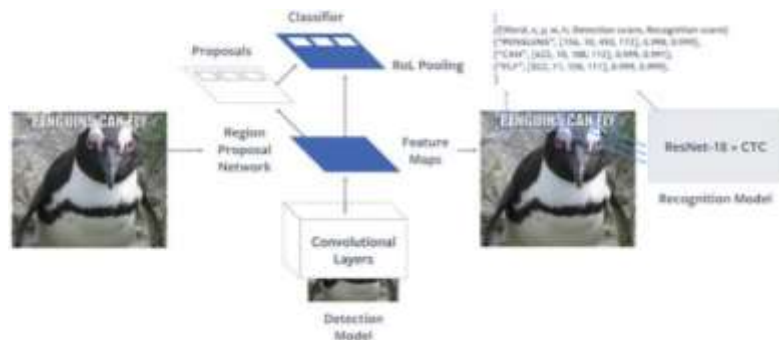 Classifier
Proposals
RoI Pooling
PENGUINS CAN FLY
Region
Proposal
Network
Feature
Maps
Convolutional
Layers
Detection
Model
PENGUINS CAN FLY
ResNet-18 + CTC
Recognition Model